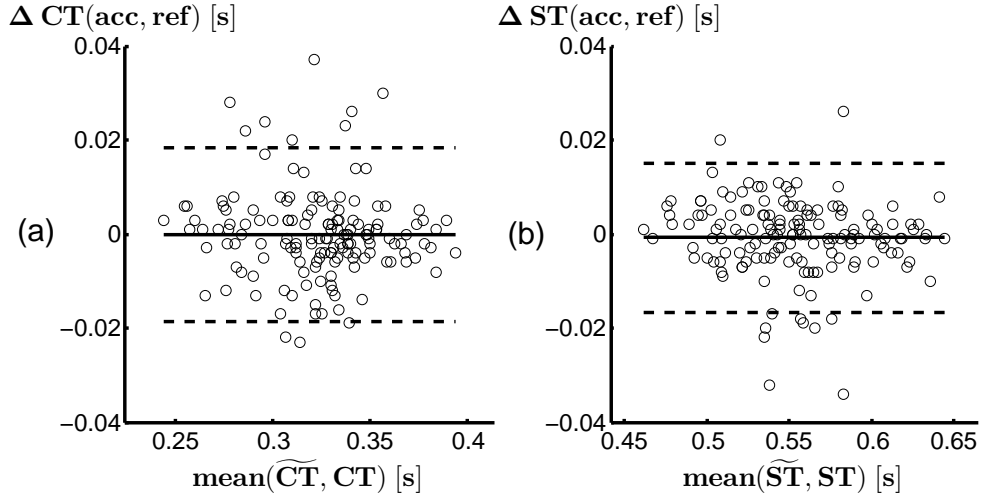 Δ CT(acc, ref) [s]
0.04
0.02
0
−0.02
−0.04
(a)
0.25 0.3 0.35 0.4
mean(C͠T, CT) [s]
Δ ST(acc, ref) [s]
0.04
0.02
0
−0.02
−0.04
(b)
0.45 0.5 0.55 0.6 0.65
mean(S͠T, ST) [s]